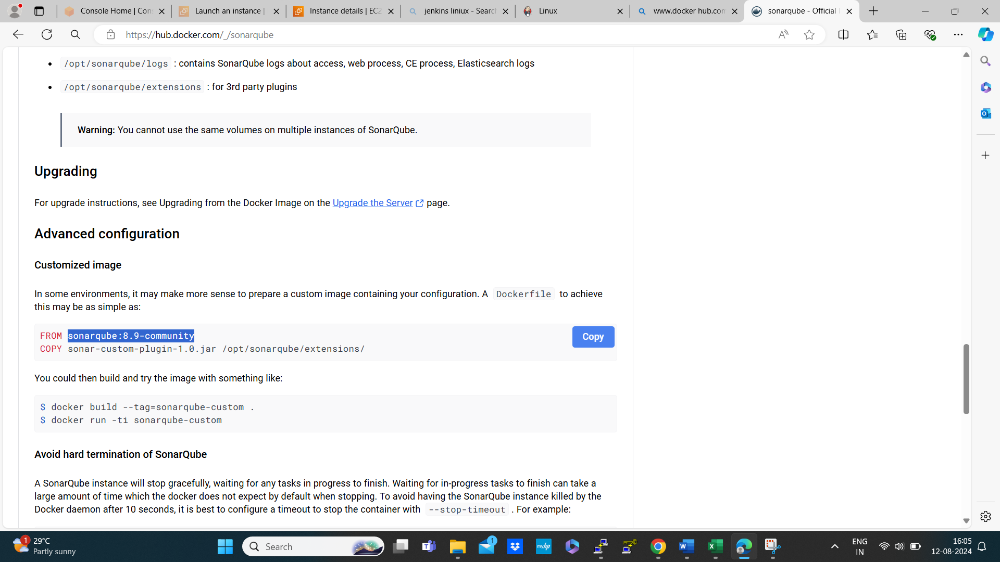 Console Home | Con
Launch an instance |
Instance details | EC2
jenkins liniux - Search
Linux
www.docker hub.com
sonarqube - Official I
https://hub.docker.com/_/sonarqube
/opt/sonarqube/logs : contains SonarQube logs about access, web process, CE process, Elasticsearch logs
/opt/sonarqube/extensions : for 3rd party plugins
Warning: You cannot use the same volumes on multiple instances of SonarQube.
Upgrading
For upgrade instructions, see Upgrading from the Docker Image on the Upgrade the Server page.
Advanced configuration
Customized image
In some environments, it may make more sense to prepare a custom image containing your configuration. A Dockerfile to achieve
this may be as simple as:
FROM sonarqube:8.9-community
Copy
COPY sonar-custom-plugin-1.0.jar /opt/sonarqube/extensions/
You could then build and try the image with something like:
$ docker build --tag=sonarqube-custom .
$ docker run -ti sonarqube-custom
Avoid hard termination of SonarQube
A SonarQube instance will stop gracefully, waiting for any tasks in progress to finish. Waiting for in-progress tasks to finish can take a
large amount of time which the docker does not expect by default when stopping. To avoid having the SonarQube instance killed by the
Docker daemon after 10 seconds, it is best to configure a timeout to stop the container with --stop-timeout . For example:
1
29°C
Partly sunny
Search
1
myhp
ENG
IN
16:05
12-08-2024